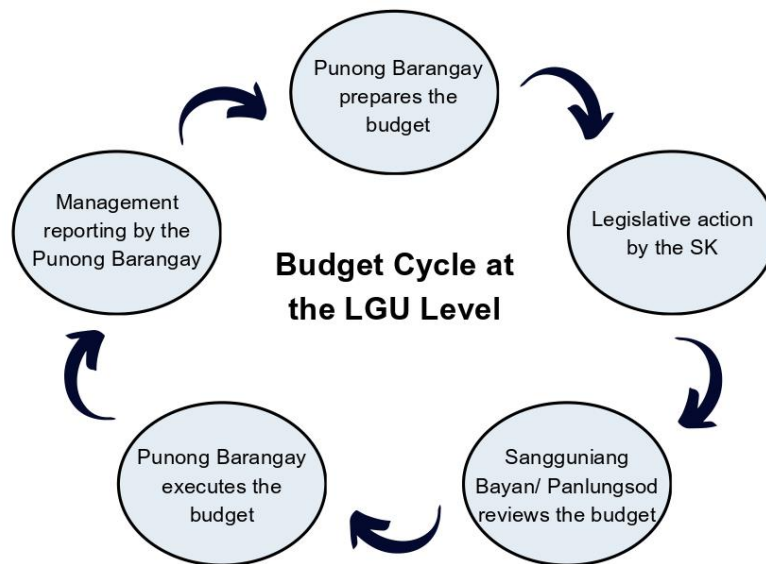 Punong Barangay
prepares the
budget
Legislative action
by the SK
Sangguniang
Bayan/ Panlungsod
reviews the budget
Punong Barangay
executes the
budget
Management
reporting by the
Punong Barangay
Budget Cycle at
the LGU Level